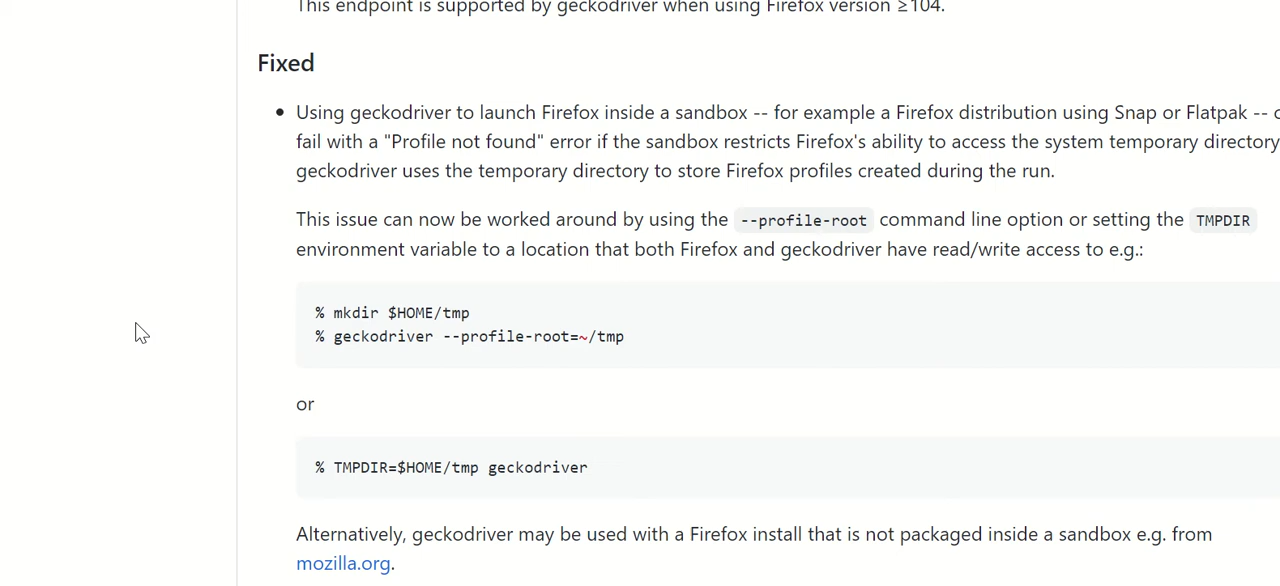 This endpoint is supported by geckodriver when using Firefox version ≥104.
Fixed
Using geckodriver to launch Firefox inside a sandbox -- for example a Firefox distribution using Snap or Flatpak --
fail with a "Profile not found" error if the sandbox restricts Firefox's ability to access the system temporary directory
geckodriver uses the temporary directory to store Firefox profiles created during the run.
This issue can now be worked around by using the --profile-root command line option or setting the TMPDIR
environment variable to a location that both Firefox and geckodriver have read/write access to e.g.:
% mkdir $HOME/tmp
% geckodriver --profile-root=~/tmp
or
% TMPDIR=$HOME/tmp geckodriver
Alternatively, geckodriver may be used with a Firefox install that is not packaged inside a sandbox e.g. from
mozilla.org.